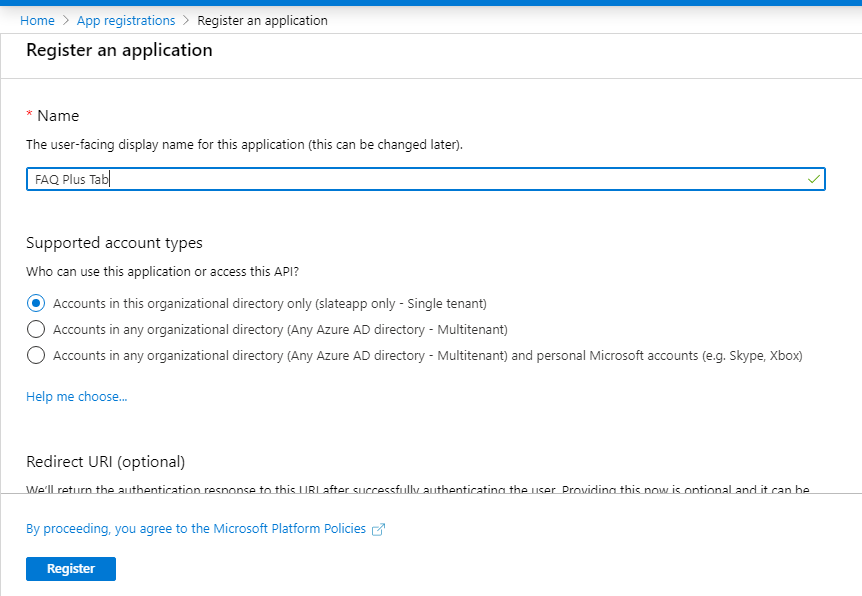 Home > App registrations > Register an application
Register an application
* Name
The user-facing display name for this application (this can be changed later).
FAQ Plus Tab
Supported account types
Who can use this application or access this API?
Accounts in this organizational directory only (slateapp only - Single tenant)
Accounts in any organizational directory (Any Azure AD directory - Multitenant)
Accounts in any organizational directory (Any Azure AD directory - Multitenant) and personal Microsoft accounts (e.g. Skype, Xbox)
Help me choose...
Redirect URI (optional)
We'll return the authentication response to this URI after successfully authenticating the user. Providing this now is optional and it can be
By proceeding, you agree to the Microsoft Platform Policies
Register